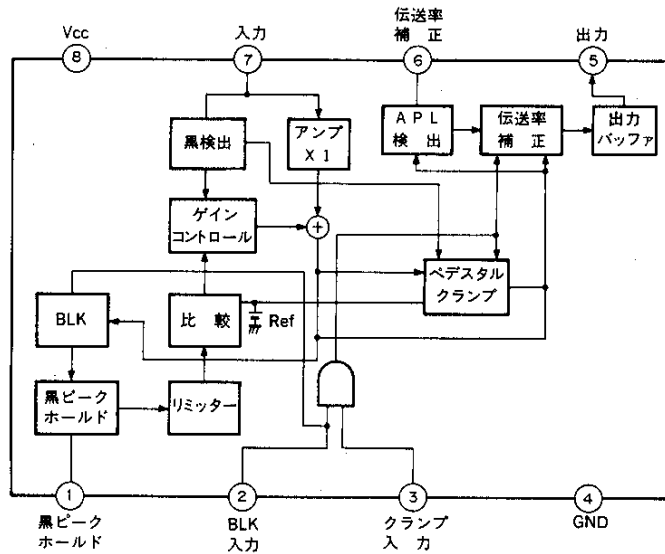 Vcc
8
入力
7
伝送率
補 正
6
出力
5
黒検出
アンプ
X 1
A P L
検 出
伝送率
補 正
出力
バッファ
ゲイン
コントロール
+
ペデスタル
クランプ
BLK
比 較
Ref
黒ピーク
ホールド
リミッター
1
黒ピーク
ホールド
2
BLK
入力
3
クランプ
入 力
4
GND